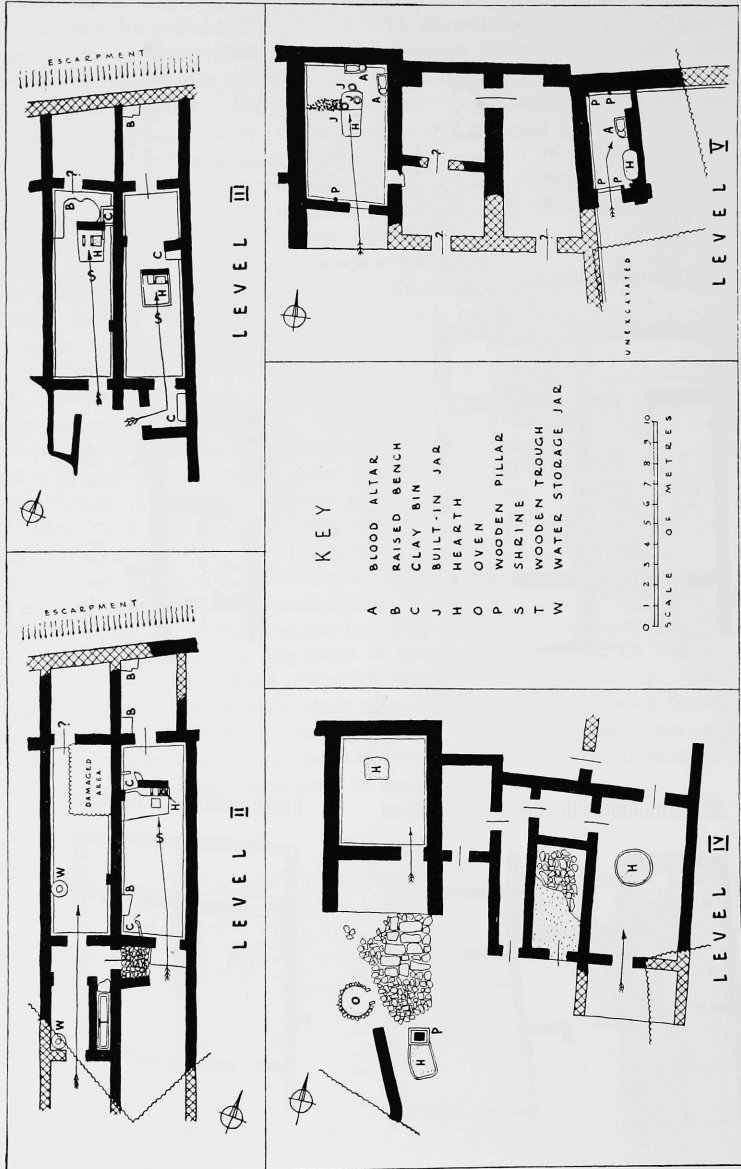 W
W
?
DAMAGED
AREA
C
B
S
C
H
B
B
ESCARPMENT
LEVEL II
S
H
B
C
?
C
S
H
C
B
ESCARPMENT
LEVEL III
O
H
P
H
H
LEVEL IV
KEY
A BLOOD ALTAR
B RAISED BENCH
C CLAY BIN
J BUILT-IN JAR
H HEARTH
O OVEN
P WOODEN PILLAR
S SHRINE
T WOODEN TROUGH
W WATER STORAGE JAR
0 1 2 3 4 5 6 7 8 9 10
SCALE OF METRES
P
J
H
J
J
A
A
?
?
?
P
P
A
H
P
P
UNEXCAVATED
LEVEL V